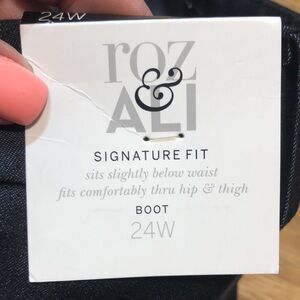 24W
roz
&
ALI
SIGNATURE FIT
sits slightly below waist
fits comfortably thru hip & thigh
BOOT
24W